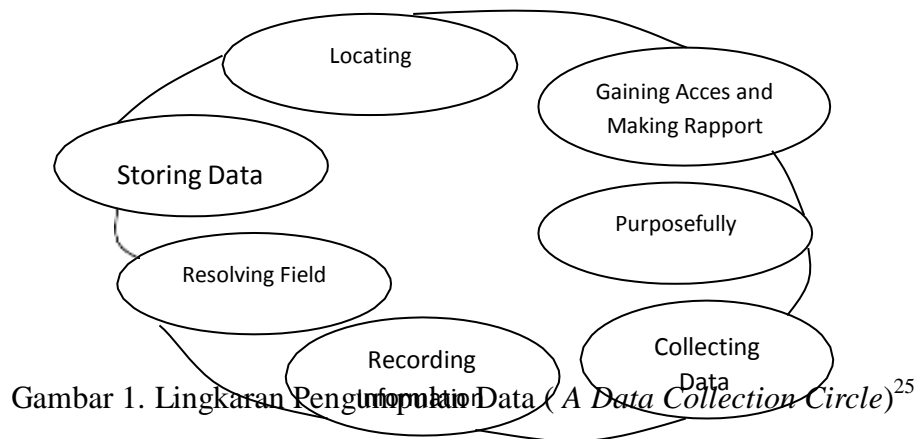 Locating
Gaining Acces and
Making Rapport
Storing Data
Purposefully
Resolving Field
Recording
Information
Collecting
Data
Gambar 1. Lingkaran Pengumpulan Data ( A Data Collection Circle)25